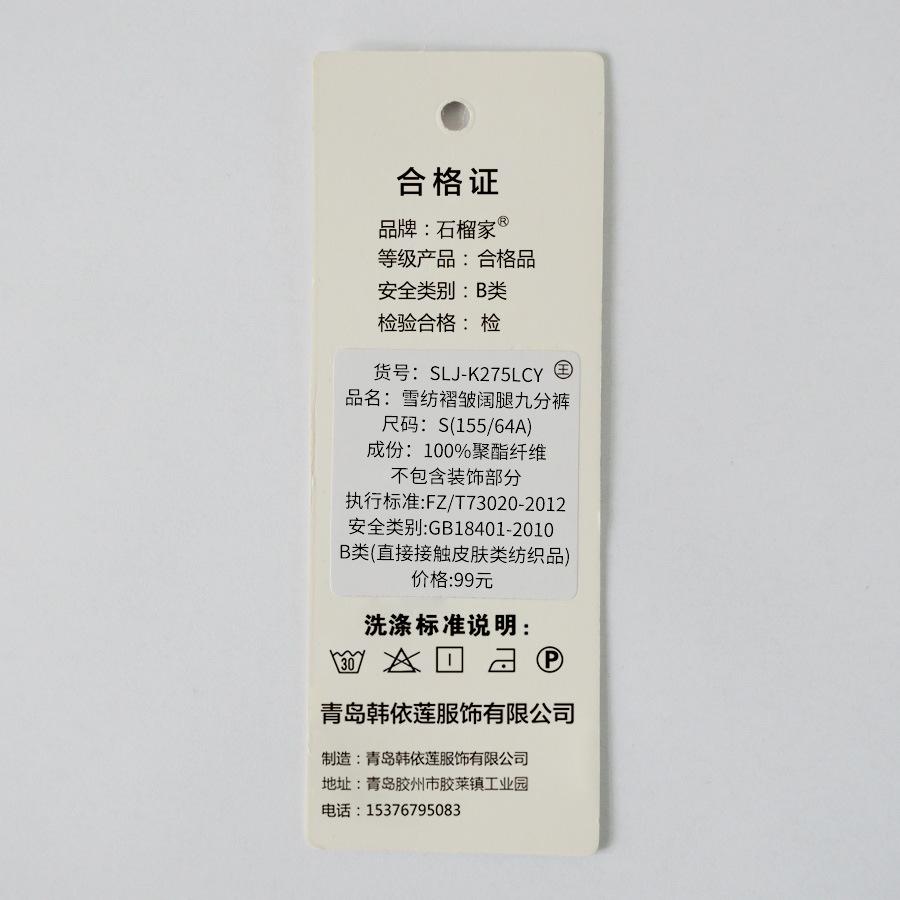 合格证
品牌：石榴家®
等级产品：合格品
安全类别：B类
检验合格：检
货号：SLJ-K275LCY 王
品名：雪纺褶皱阔腿九分裤
尺码：S(155/64A)
成份：100%聚酯纤维
不包含装饰部分
执行标准:FZ/T73020-2012
安全类别:GB18401-2010
B类(直接接触皮肤类纺织品)
价格:99元
洗涤标准说明：
30 P
青岛韩依莲服饰有限公司
制造：青岛韩依莲服饰有限公司
地址：青岛胶州市胶莱镇工业园
电话：15376795083